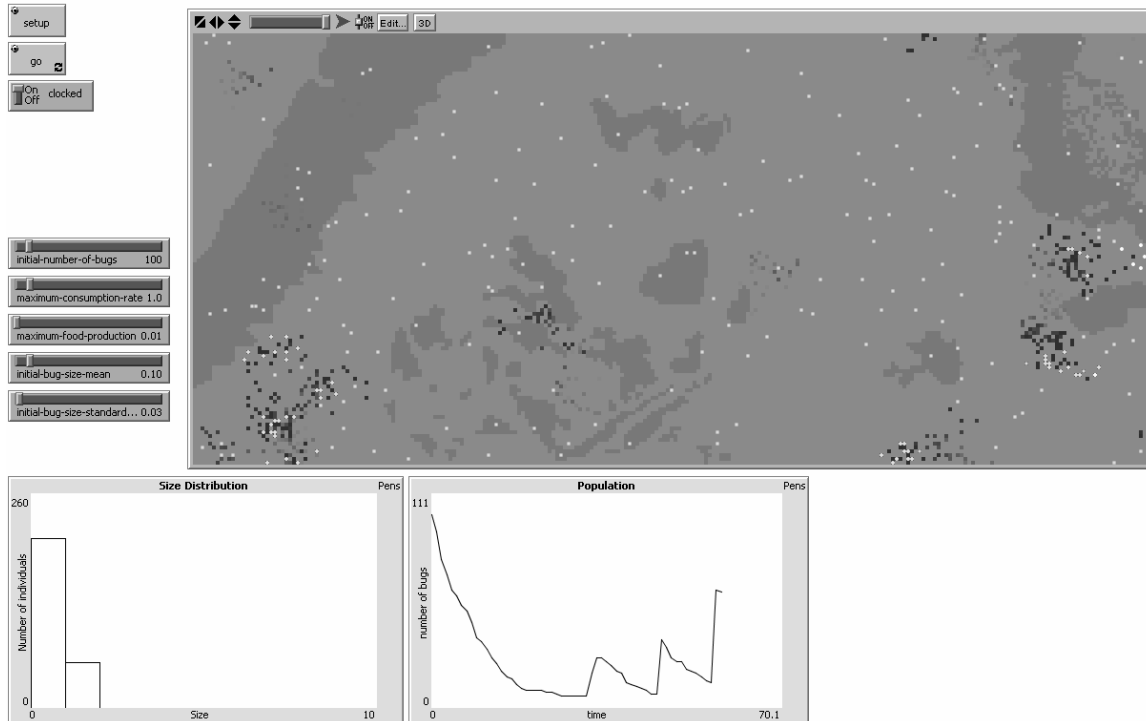 setup
ON
OFF
Edit...
3D
go
On
Off
clocked
initial-number-of-bugs 100
maximum-consumption-rate 1.0
maximum-food-production 0.01
initial-bug-size-mean 0.10
initial-bug-size-standard... 0.03
Size Distribution
Pens
260
Number of individuals
0
0
Size
10
Population
Pens
111
number of bugs
0
0
time
70.1